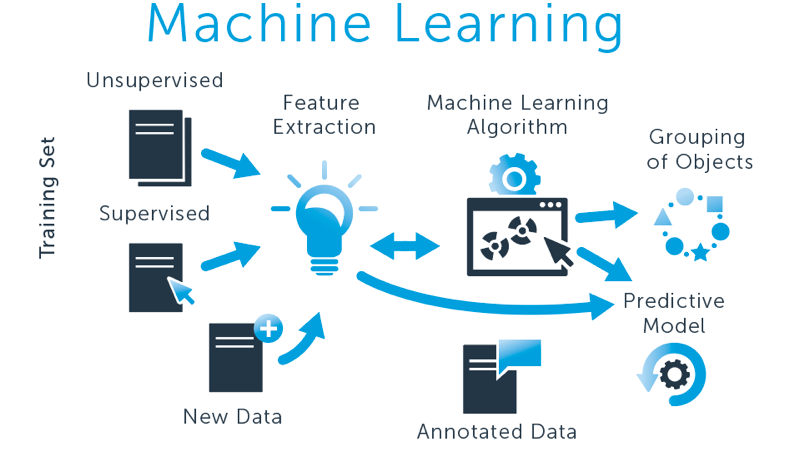 Machine Learning
Unsupervised
Feature
Extraction
Machine Learning
Algorithm
Grouping
of Objects
Training Set
Supervised
Predictive
Model
New Data
Annotated Data